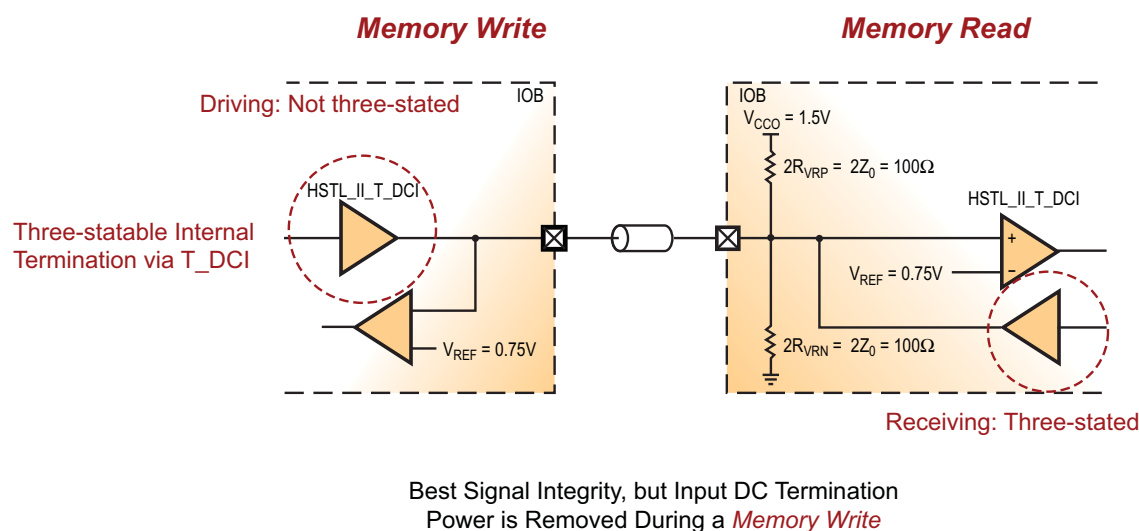 Memory Write
Memory Read
Driving: Not three-stated
IOB
HSTL_II_T_DCI
Three-statable Internal
Termination via T_DCI
VREF = 0.75V
IOB
VCCO = 1.5V
2RVRP = 2Z0 = 100Ω
HSTL_II_T_DCI
+
VREF = 0.75V
−
2RVRN = 2Z0 = 100Ω
Receiving: Three-stated
Best Signal Integrity, but Input DC Termination
Power is Removed During a Memory Write